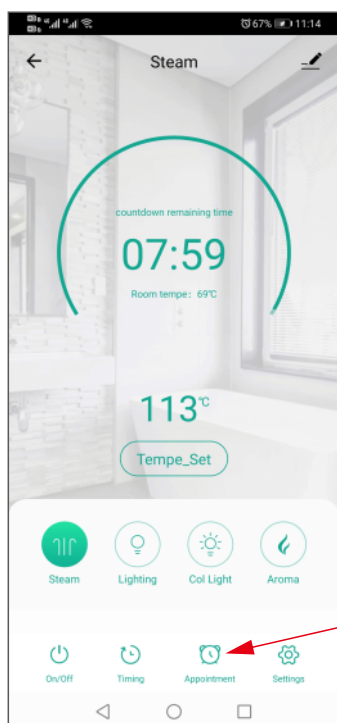 67% 11:14
Steam
countdown remaining time
07:59
Room tempe: 69℃
113℃
Tempe_Set
Steam Lighting Col Light Aroma
On/Off Timing Appointment Settings